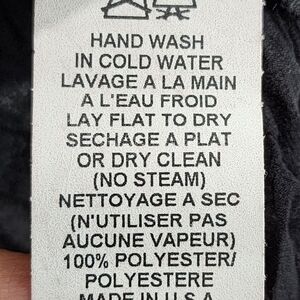 HAND WASH
IN COLD WATER
LAVAGE A LA MAIN
A L'EAU FROID
LAY FLAT TO DRY
SECHAGE A PLAT
OR DRY CLEAN
(NO STEAM)
NETTOYAGE A SEC
(N'UTILISER PAS
AUCUNE VAPEUR)
100% POLYESTER/
POLYESTERE
MADE IN U.S.A